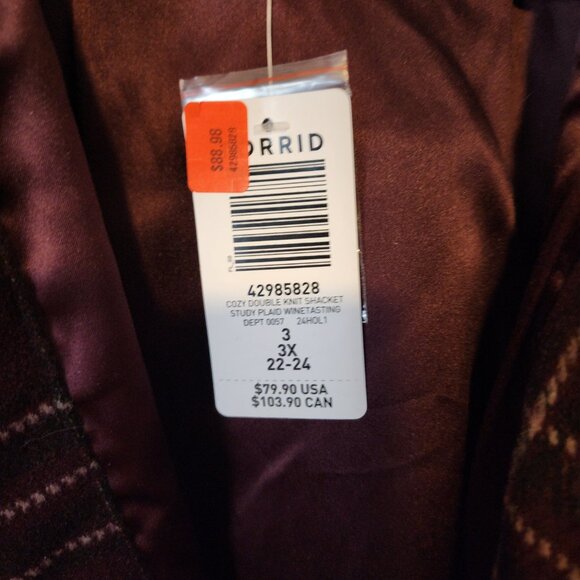 $88.98
42985828
ORRID
42985828
COZY DOUBLE KNIT SHACKET
STUDY PLAID WINETASTING
DEPT 0057 24HOL1
3
3X
22-24
$79.90 USA
$103.90 CAN